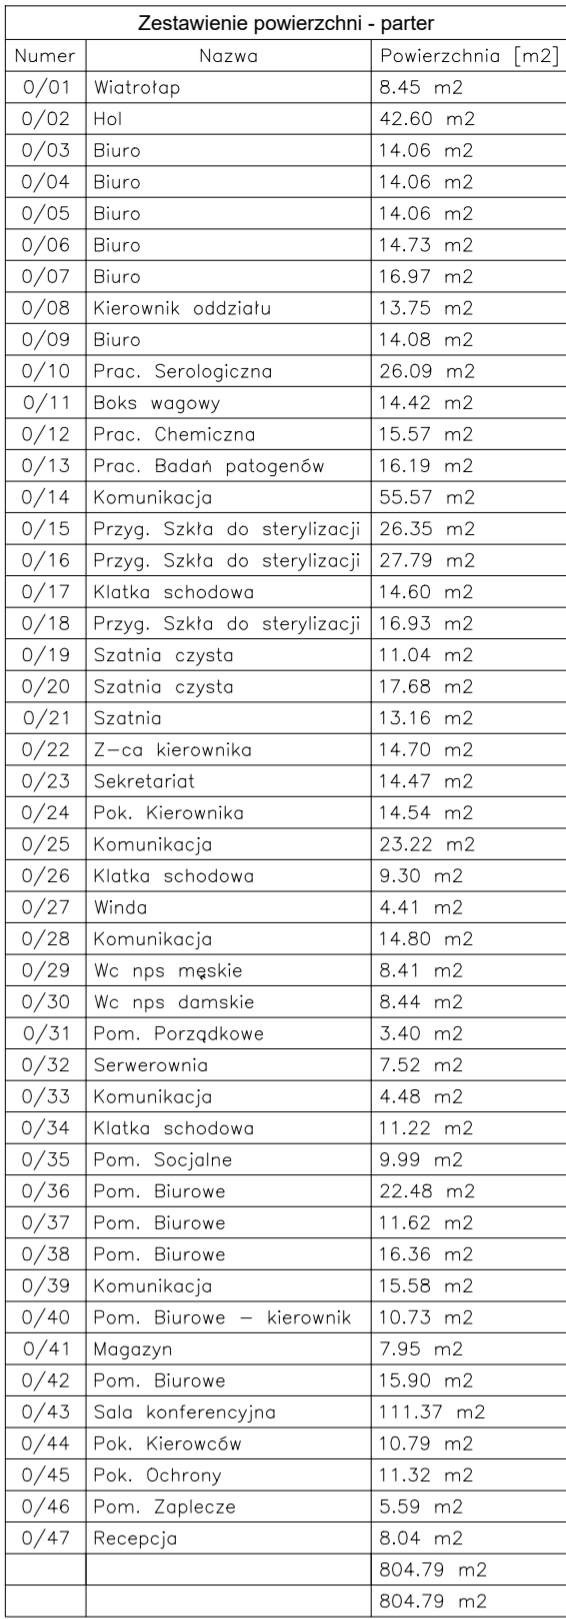 Zestawienie powierzchni - parter
Numer Nazwa Powierzchnia [m2]
0/01 Wiatrołap 8.45 m2
0/02 Hol 42.60 m2
0/03 Biuro 14.06 m2
0/04 Biuro 14.06 m2
0/05 Biuro 14.06 m2
0/06 Biuro 14.73 m2
0/07 Biuro 16.97 m2
0/08 Kierownik oddziału 13.75 m2
0/09 Biuro 14.08 m2
0/10 Prac. Serologiczna 26.09 m2
0/11 Boks wagowy 14.42 m2
0/12 Prac. Chemiczna 15.57 m2
0/13 Prac. Badań patogenów 16.19 m2
0/14 Komunikacja 55.57 m2
0/15 Przyg. Szkła do sterylizacji 26.35 m2
0/16 Przyg. Szkła do sterylizacji 27.79 m2
0/17 Klatka schodowa 14.60 m2
0/18 Przyg. Szkła do sterylizacji 16.93 m2
0/19 Szatnia czysta 11.04 m2
0/20 Szatnia czysta 17.68 m2
0/21 Szatnia 13.16 m2
0/22 Z-ca kierownika 14.70 m2
0/23 Sekretariat 14.47 m2
0/24 Pok. Kierownika 14.54 m2
0/25 Komunikacja 23.22 m2
0/26 Klatka schodowa 9.30 m2
0/27 Winda 4.41 m2
0/28 Komunikacja 14.80 m2
0/29 Wc nps męskie 8.41 m2
0/30 Wc nps damskie 8.44 m2
0/31 Pom. Porządkowe 3.40 m2
0/32 Serwerownia 7.52 m2
0/33 Komunikacja 4.48 m2
0/34 Klatka schodowa 11.22 m2
0/35 Pom. Socjalne 9.99 m2
0/36 Pom. Biurowe 22.48 m2
0/37 Pom. Biurowe 11.62 m2
0/38 Pom. Biurowe 16.36 m2
0/39 Komunikacja 15.58 m2
0/40 Pom. Biurowe - kierownik 10.73 m2
0/41 Magazyn 7.95 m2
0/42 Pom. Biurowe 15.90 m2
0/43 Sala konferencyjna 111.37 m2
0/44 Pok. Kierowców 10.79 m2
0/45 Pok. Ochrony 11.32 m2
0/46 Pom. Zaplecze 5.59 m2
0/47 Recepcja 8.04 m2
804.79 m2
804.79 m2